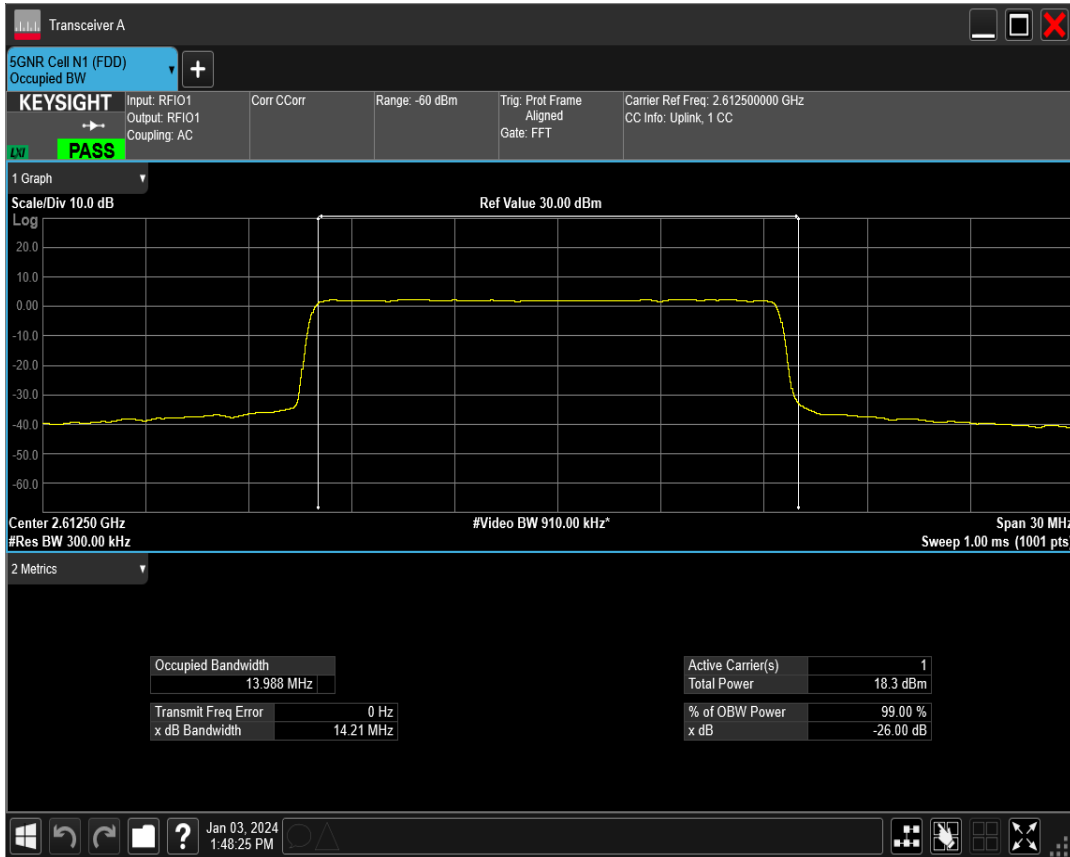 Transceiver A
5GNR Cell N1 (FDD)
Occupied BW
+
KEYSIGHT
LXI
PASS
Input: RFIO1
Output: RFIO1
Coupling: AC
Corr CCorr
Range: -60 dBm
Trig: Prot Frame
Aligned
Gate: FFT
Carrier Ref Freq: 2.612500000 GHz
CC Info: Uplink, 1 CC
1 Graph
Scale/Div 10.0 dB
Ref Value 30.00 dBm
Log
20.0
10.0
0.00
-10.0
-20.0
-30.0
-40.0
-50.0
-60.0
Center 2.61250 GHz
#Video BW 910.00 kHz*
Span 30 MHz
#Res BW 300.00 kHz
Sweep 1.00 ms (1001 pts)
2 Metrics
Occupied Bandwidth
13.988 MHz
Transmit Freq Error 0 Hz
x dB Bandwidth 14.21 MHz
Active Carrier(s) 1
Total Power 18.3 dBm
% of OBW Power 99.00 %
x dB -26.00 dB
?
Jan 03, 2024
1:48:25 PM